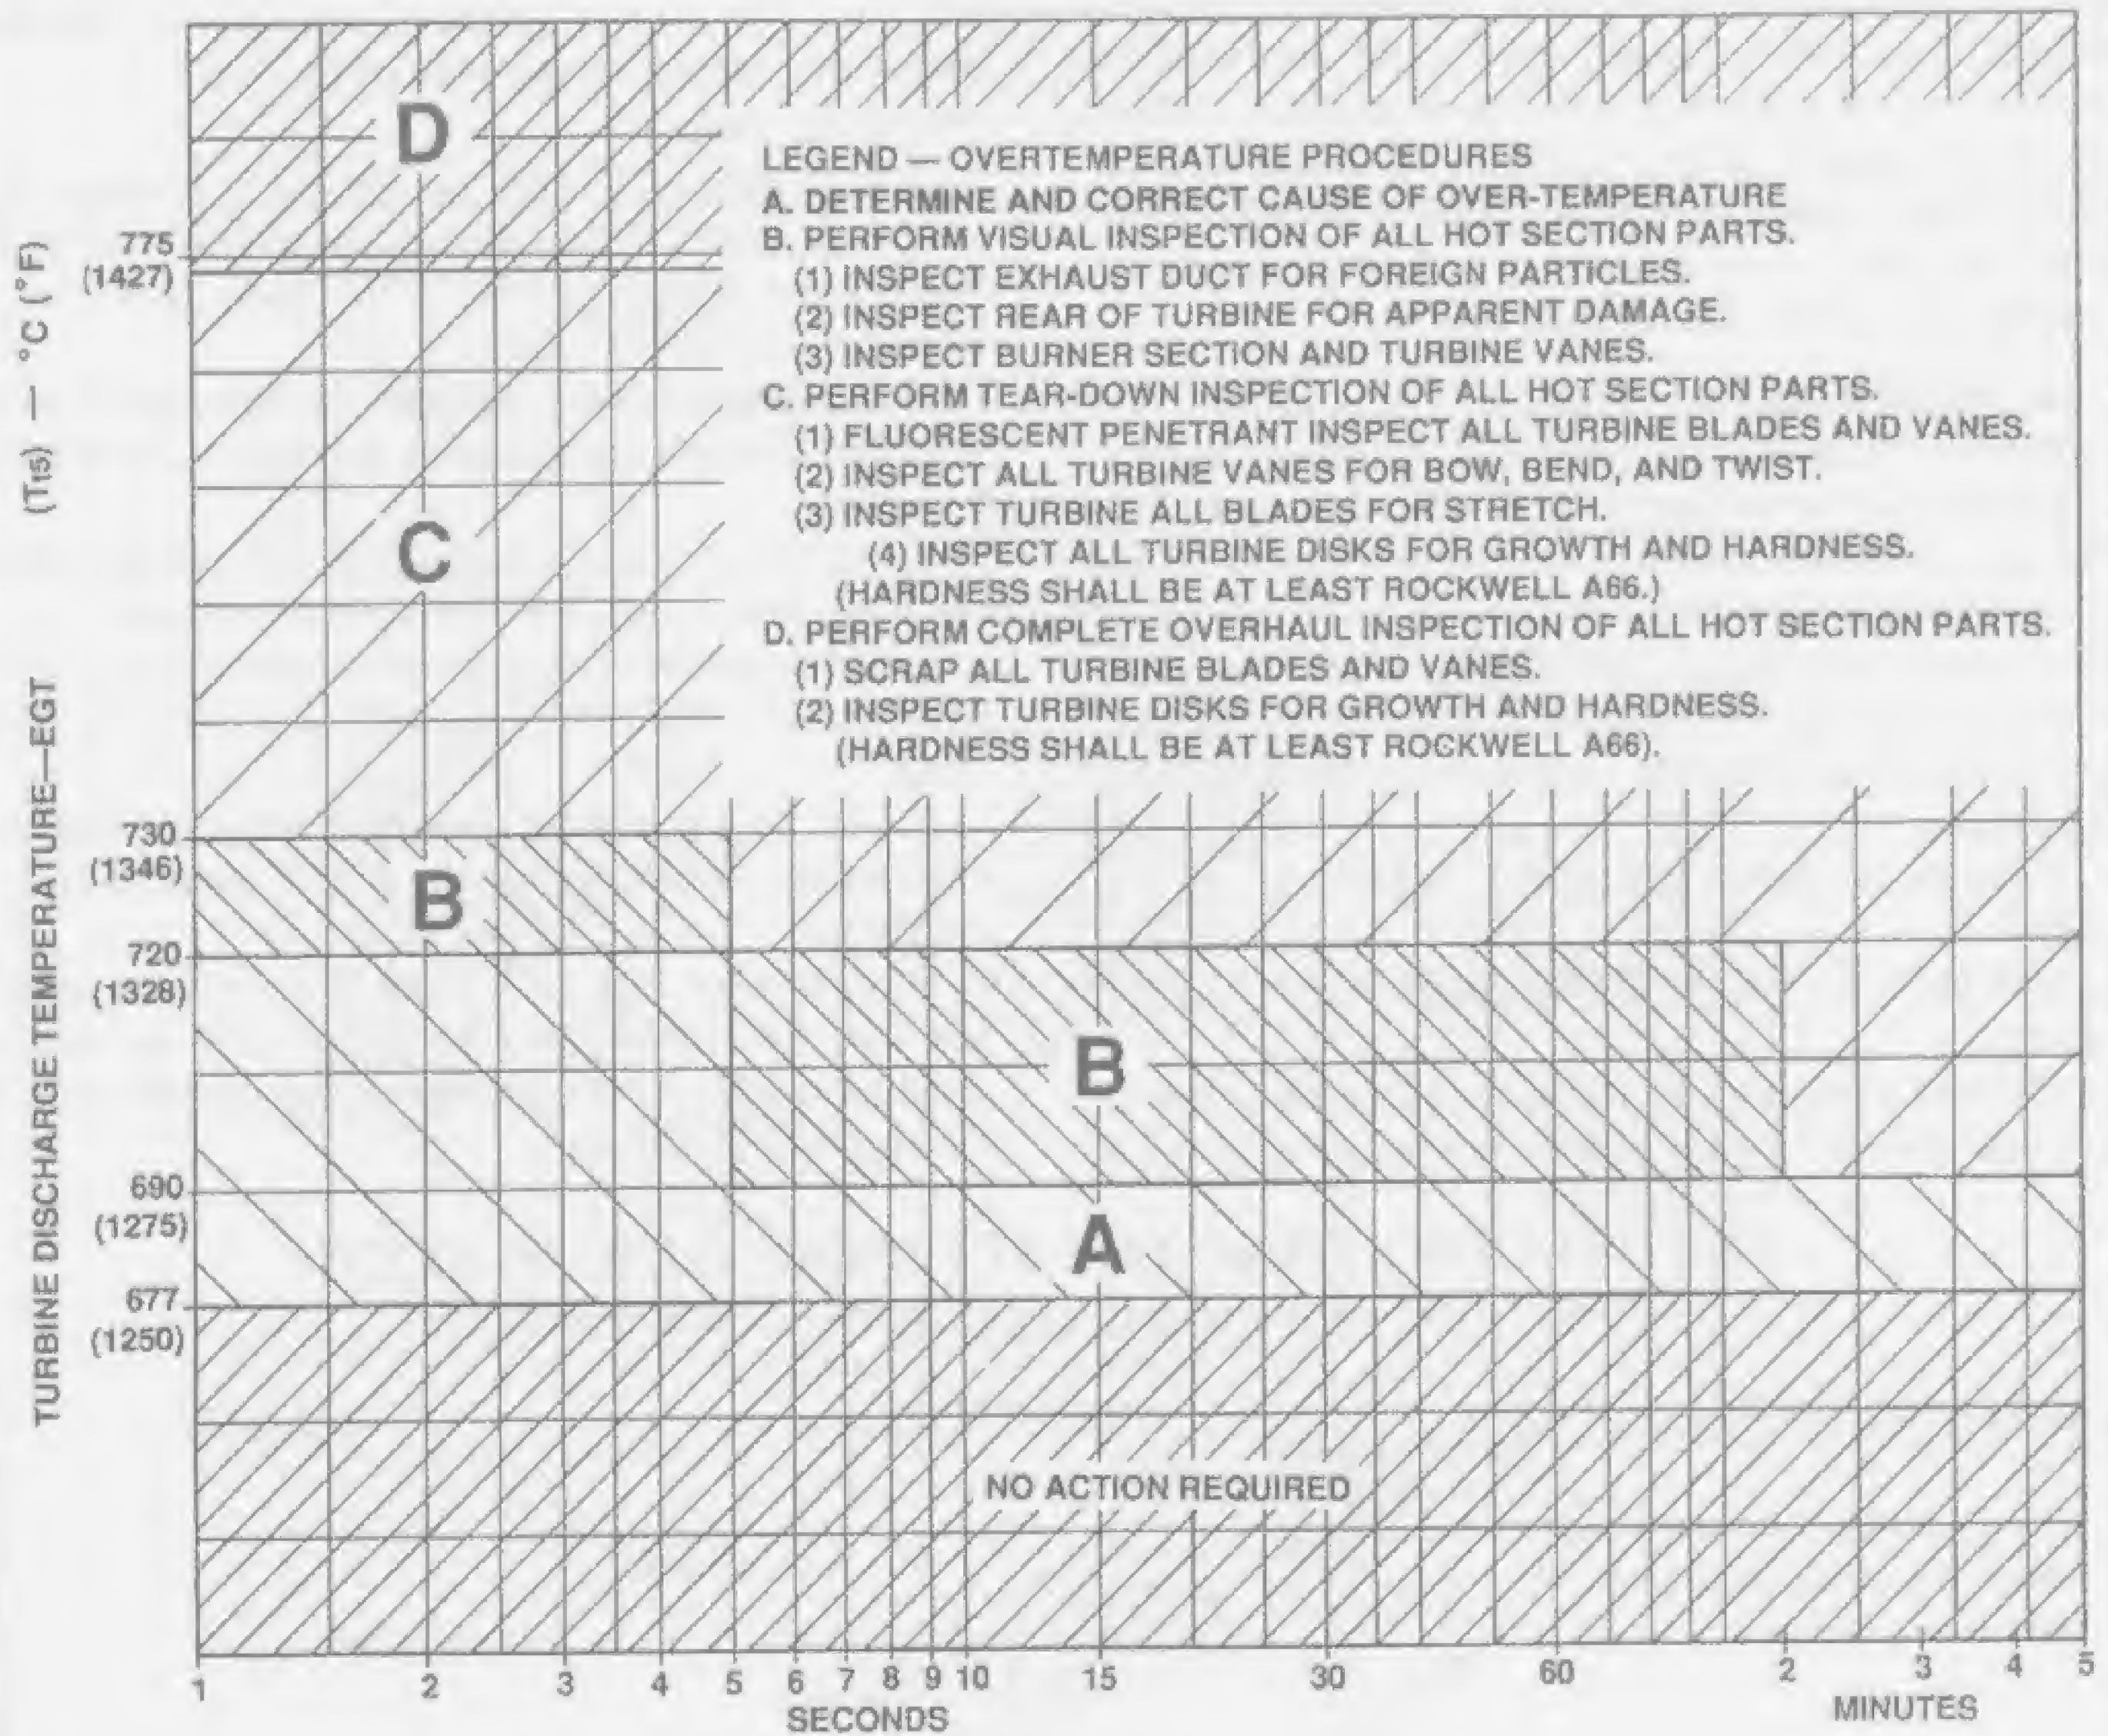 D
LEGEND — OVERTEMPERATURE PROCEDURES
A. DETERMINE AND CORRECT CAUSE OF OVER-TEMPERATURE
B. PERFORM VISUAL INSPECTION OF ALL HOT SECTION PARTS.
(1) INSPECT EXHAUST DUCT FOR FOREIGN PARTICLES.
(2) INSPECT REAR OF TURBINE FOR APPARENT DAMAGE.
(3) INSPECT BURNER SECTION AND TURBINE VANES.
C. PERFORM TEAR-DOWN INSPECTION OF ALL HOT SECTION PARTS.
(1) FLUORESCENT PENETRANT INSPECT ALL TURBINE BLADES AND VANES.
(2) INSPECT ALL TURBINE VANES FOR BOW, BEND, AND TWIST.
(3) INSPECT TURBINE ALL BLADES FOR STRETCH.
(4) INSPECT ALL TURBINE DISKS FOR GROWTH AND HARDNESS.
(HARDNESS SHALL BE AT LEAST ROCKWELL A66.)
D. PERFORM COMPLETE OVERHAUL INSPECTION OF ALL HOT SECTION PARTS.
(1) SCRAP ALL TURBINE BLADES AND VANES.
(2) INSPECT TURBINE DISKS FOR GROWTH AND HARDNESS.
(HARDNESS SHALL BE AT LEAST ROCKWELL A66).
TURBINE DISCHARGE TEMPERATURE—EGT (Tt5) — °C (°F)
775
(1427)
C
730
(1346)
B
720
(1328)
B
690
(1275)
A
677
(1250)
NO ACTION REQUIRED
1 2 3 4 5 6 7 8 9 10 15 30 60 2 3 4 5
SECONDS MINUTES